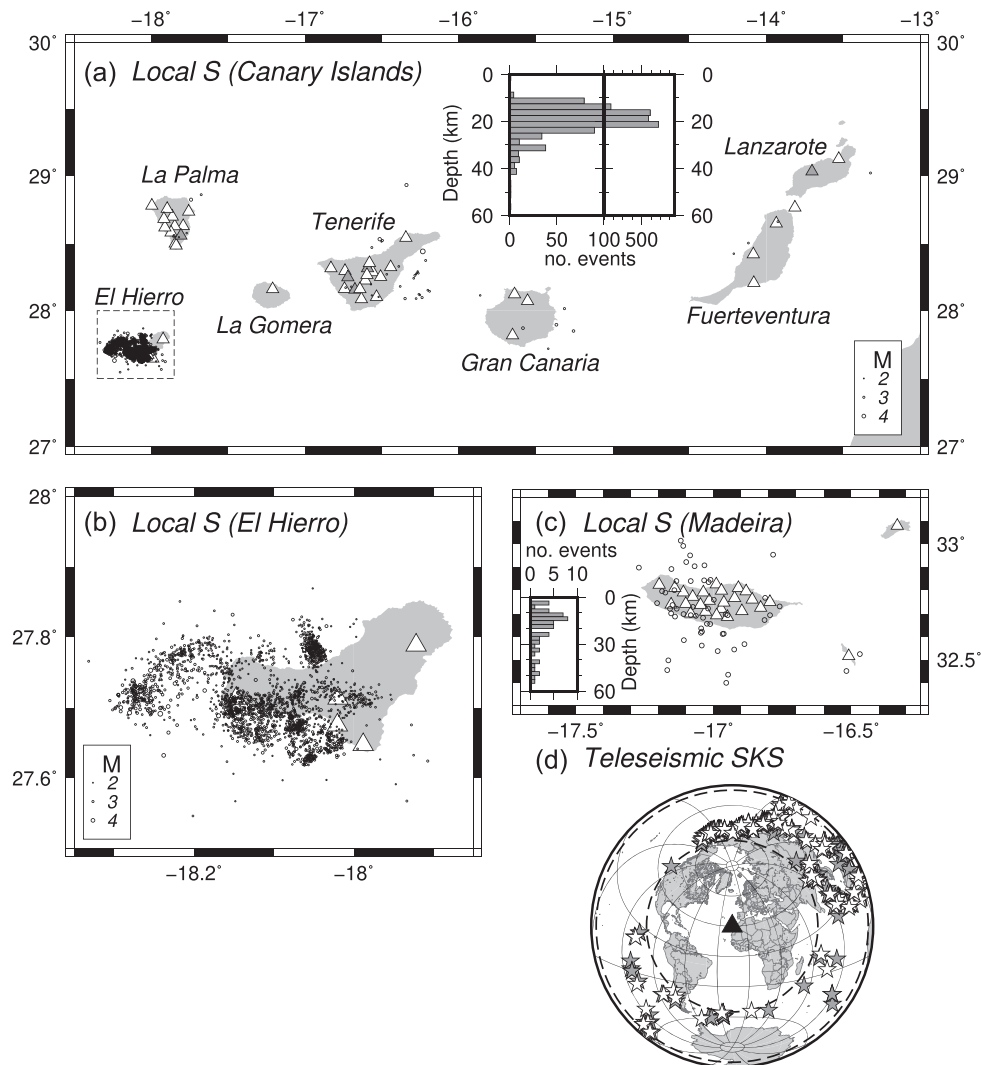 −18˚ −17˚ −16˚ −15˚ −14˚ −13˚
30˚ 30˚
(a) Local S (Canary Islands)
0 0
20 20
40 40
60 60
Depth (km)
0 50 100 500
no. events
Lanzarote
29˚ 29˚
La Palma
Tenerife
El Hierro
La Gomera
Fuerteventura
28˚ 28˚
Gran Canaria
M
2
3
4
27˚ 27˚
28˚
(b) Local S (El Hierro)
27.8˚
27.6˚
M
2
3
4
−18.2˚ −18˚
(c) Local S (Madeira)
no. events
0 5 10
0
30
60
Depth (km)
33˚
32.5˚
−17.5˚ −17˚ −16.5˚
(d) Teleseismic SKS